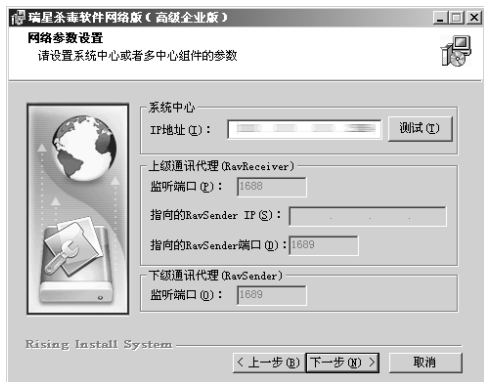 瑞星杀毒软件网络版（高级企业版）
网络参数设置
请设置系统中心或者多中心组件的参数
系统中心
IP地址(I)：
测试(T)
上级通讯代理(RavReceiver)
监听端口(P)： 1688
指向的RavSender IP(S)：
指向的RavSender端口(D)： 1689
下级通讯代理(RavSender)
监听端口(O)： 1689
Rising Install System
< 上一步(B) 下一步(N) > 取消